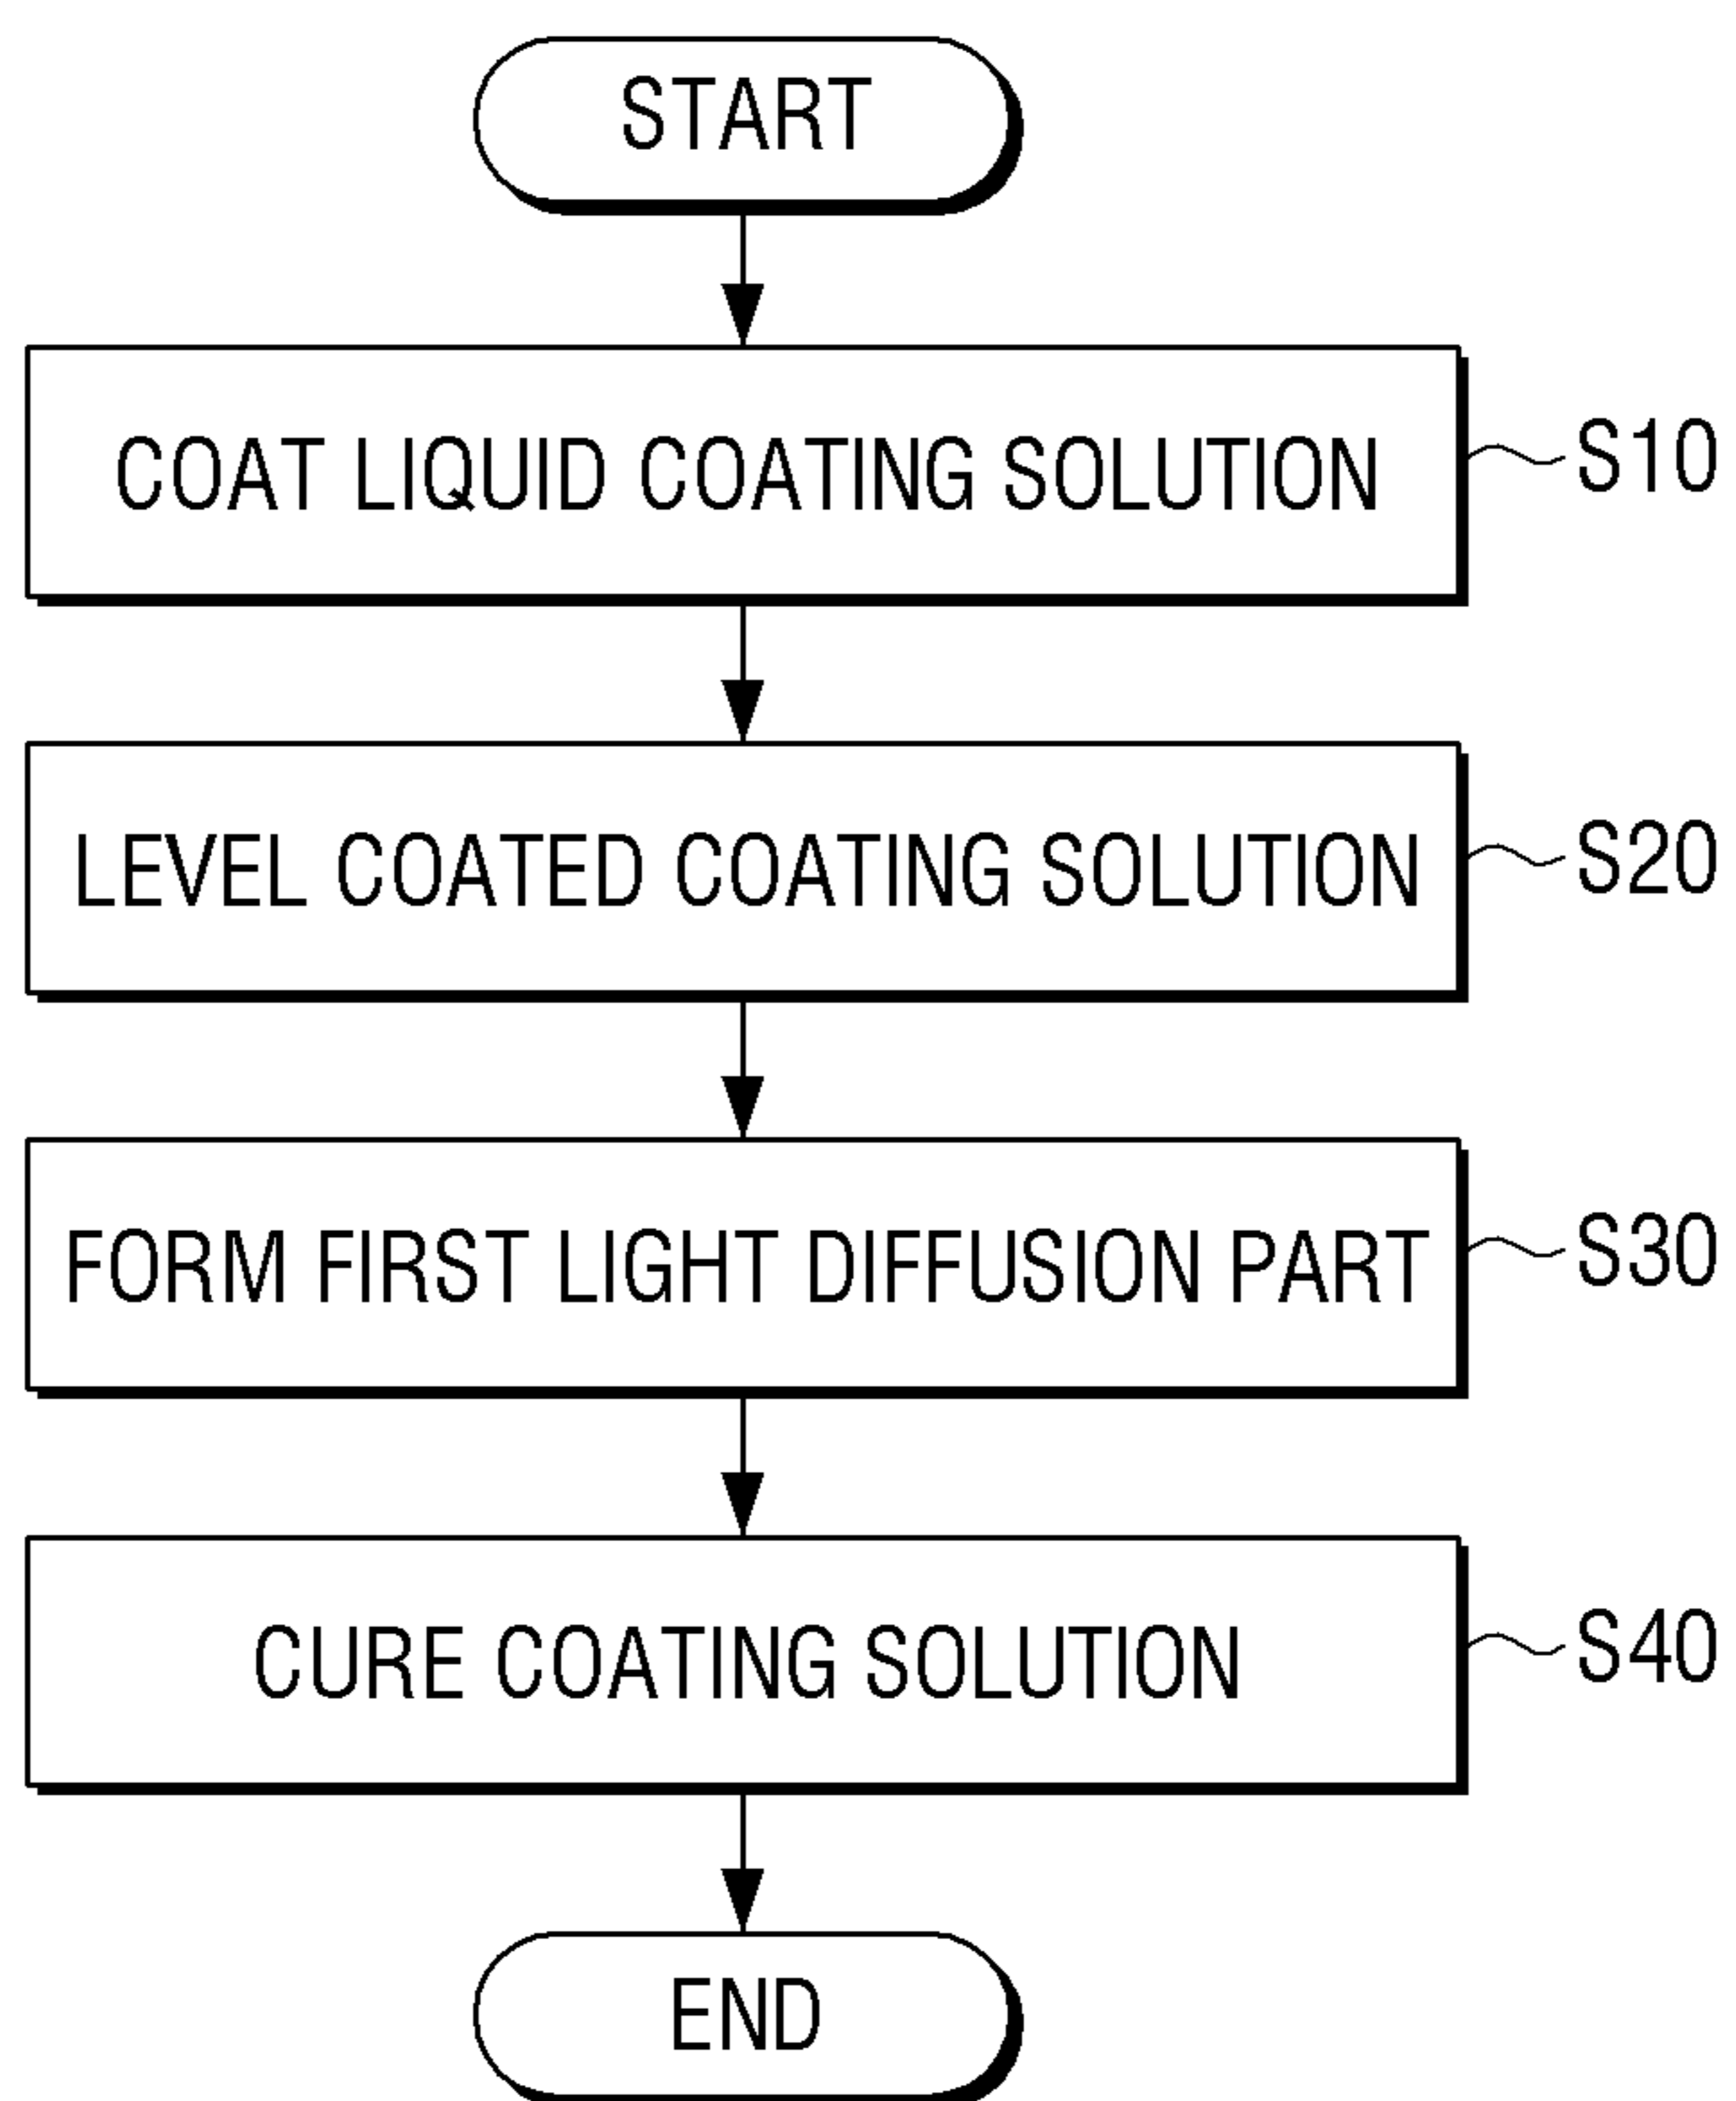 START
COAT LIQUID COATING SOLUTION
S10
LEVEL COATED COATING SOLUTION
S20
FORM FIRST LIGHT DIFFUSION PART
S30
CURE COATING SOLUTION
S40
END